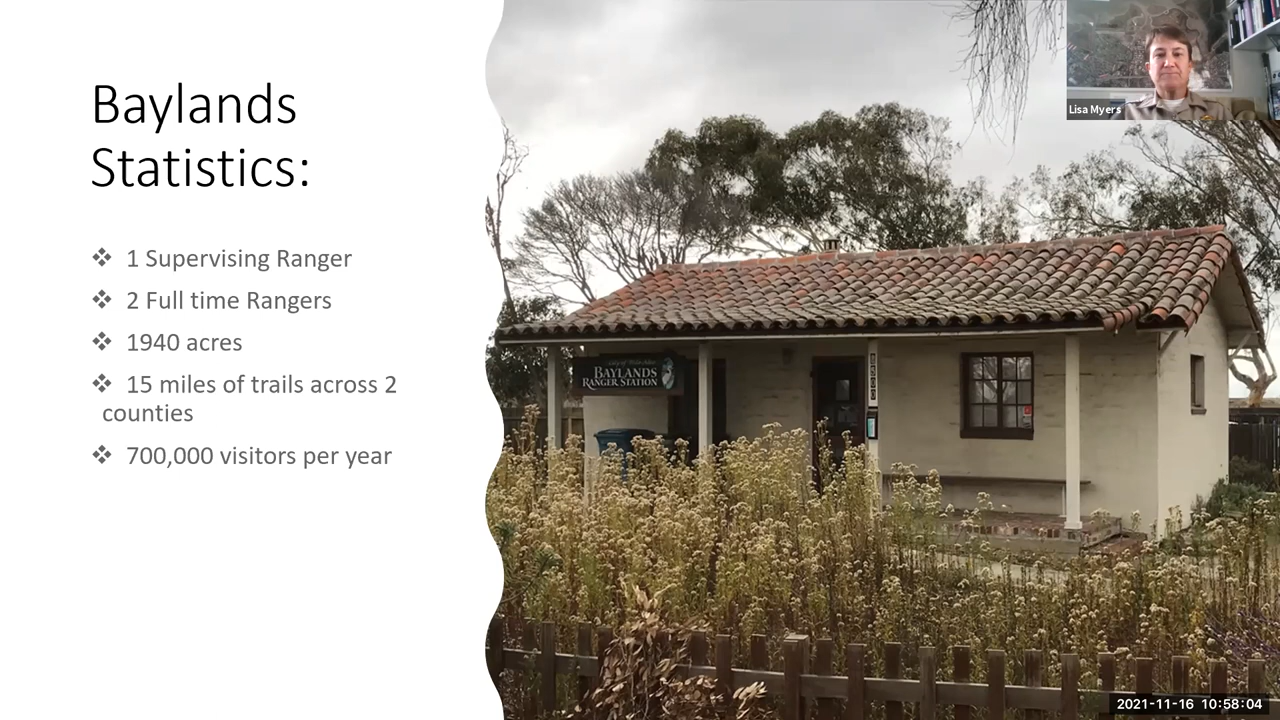 Baylands
Statistics:
❖ 1 Supervising Ranger
❖ 2 Full time Rangers
❖ 1940 acres
❖ 15 miles of trails across 2
counties
❖ 700,000 visitors per year
BAYLANDS
RANGER STATION
Lisa Myers
2021-11-16 10:58:04